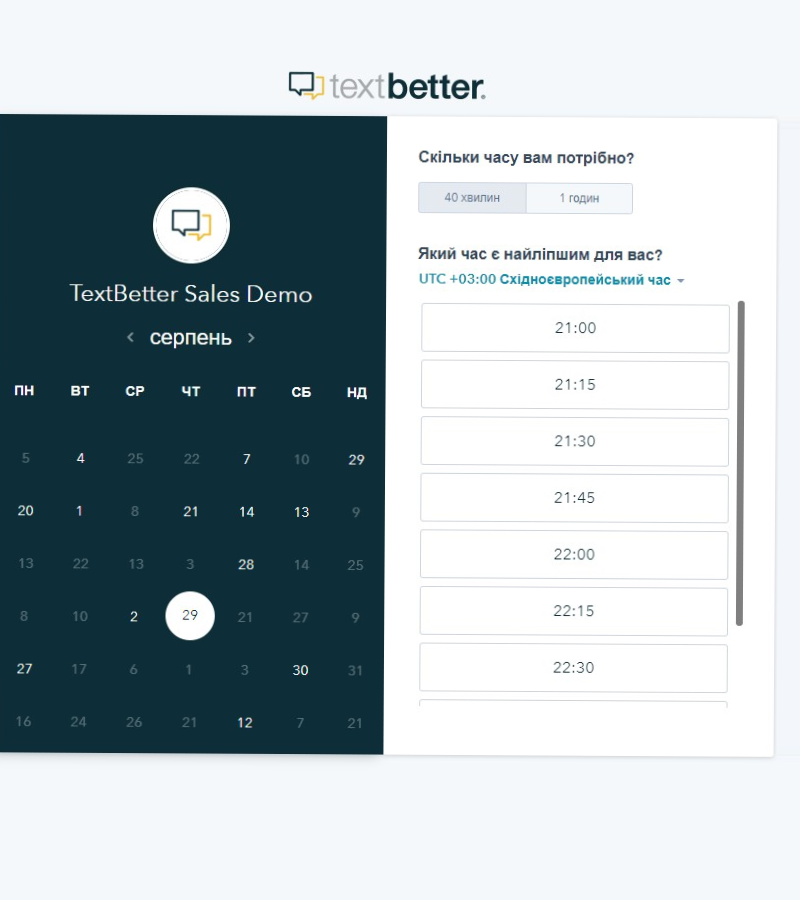 textbetter.
TextBetter Sales Demo
серпень
ПН ВТ СР ЧТ ПТ СБ НД
5 4 25 22 7 10 29
20 1 8 21 14 13 9
13 22 13 3 28 14 25
8 10 2 29 21 27 9
27 17 6 1 3 30 31
16 24 26 21 12 7 21
Скільки часу вам потрібно?
40 хвилин 1 годин
Який час є найліпшим для вас?
UTC +03:00 Східноєвропейський час
21:00
21:15
21:30
21:45
22:00
22:15
22:30